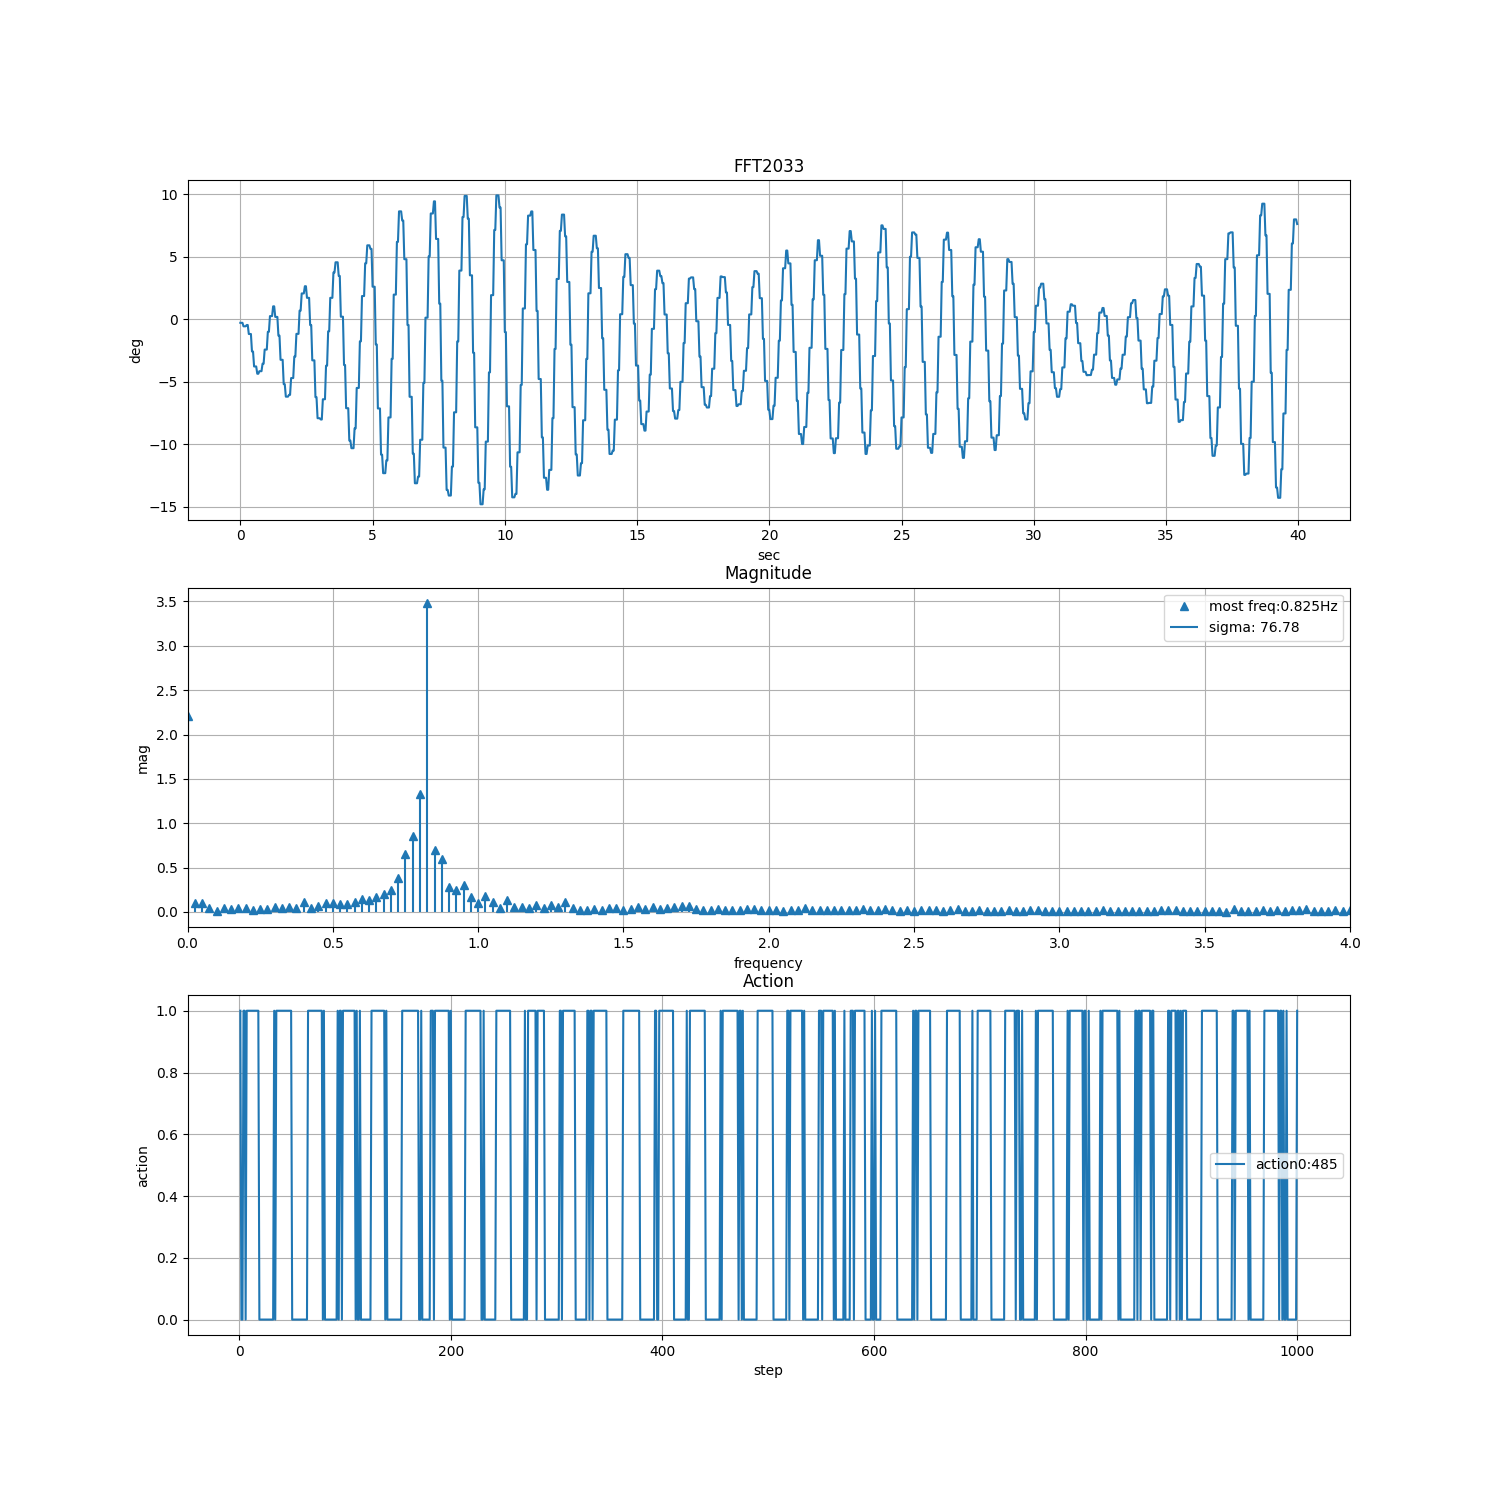 FFT2033
10
5
0
−5
−10
−15
deg
0 5 10 15 20 25 30 35 40
sec
Magnitude
3.5
3.0
2.5
2.0
1.5
1.0
0.5
0.0
mag
most freq:0.825Hz
sigma: 76.78
0.0 0.5 1.0 1.5 2.0 2.5 3.0 3.5 4.0
frequency
Action
1.0
0.8
0.6
0.4
0.2
0.0
action
action0:485
0 200 400 600 800 1000
step